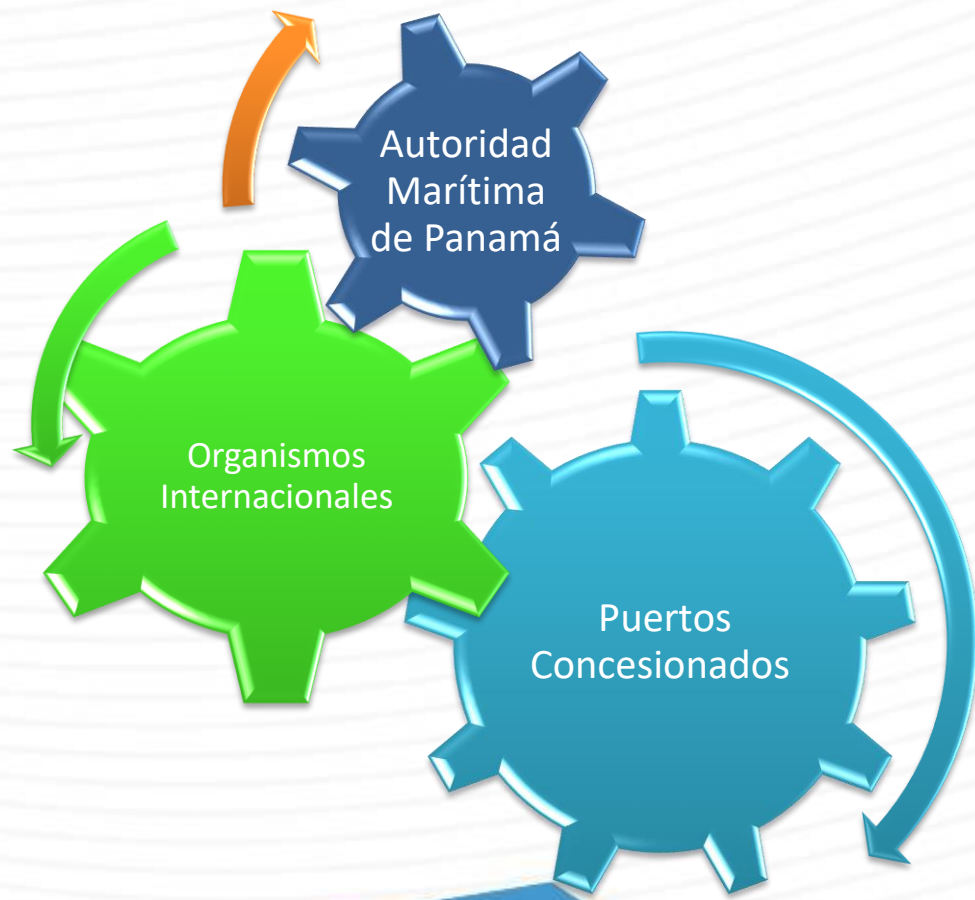 Autoridad
Marítima
de Panamá
Organismos
Internacionales
Puertos
Concesionados